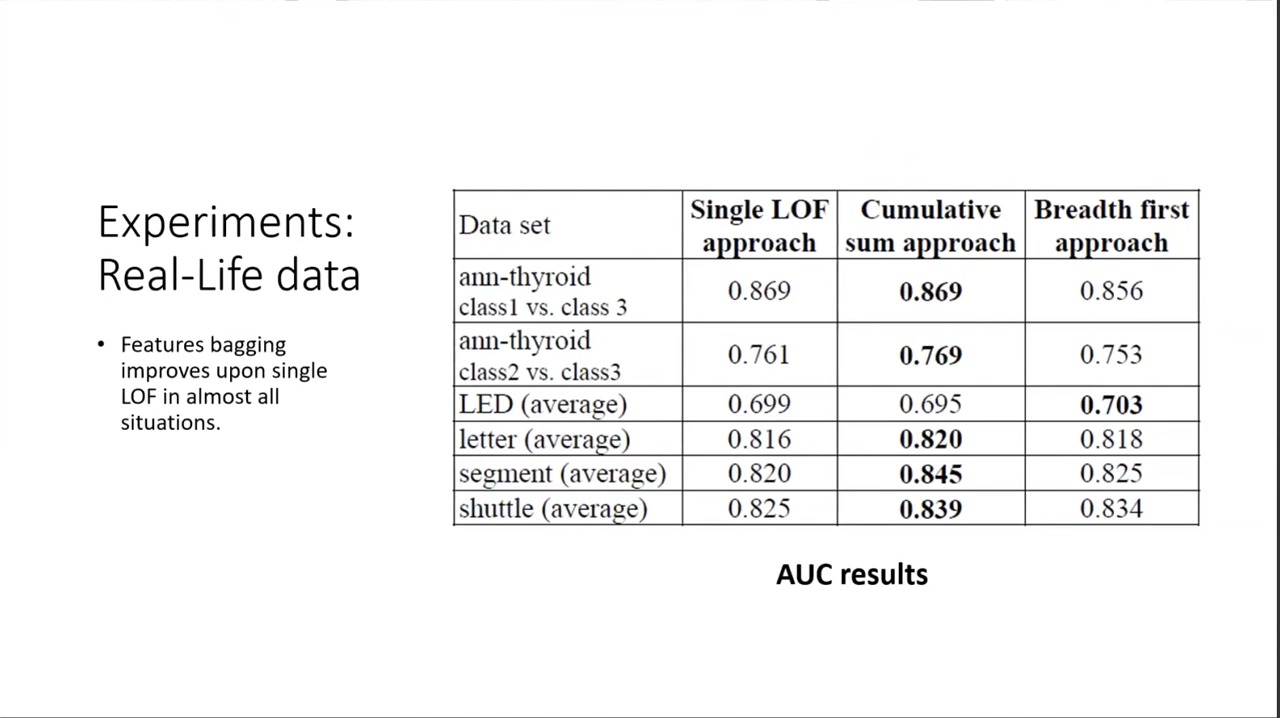 Experiments:
Real-Life data
• Features bagging
improves upon single
LOF in almost all
situations.
Data set | Single LOF approach | Cumulative sum approach | Breadth first approach
ann-thyroid class1 vs. class 3 | 0.869 | 0.869 | 0.856
ann-thyroid class2 vs. class3 | 0.761 | 0.769 | 0.753
LED (average) | 0.699 | 0.695 | 0.703
letter (average) | 0.816 | 0.820 | 0.818
segment (average) | 0.820 | 0.845 | 0.825
shuttle (average) | 0.825 | 0.839 | 0.834
AUC results